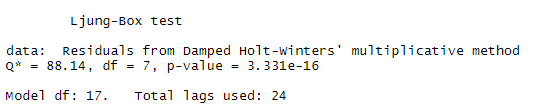 Ljung-Box test
data:  Residuals from Damped Holt-Winters' multiplicative method
Q* = 88.14, df = 7, p-value = 3.331e-16
Model df: 17.   Total lags used: 24